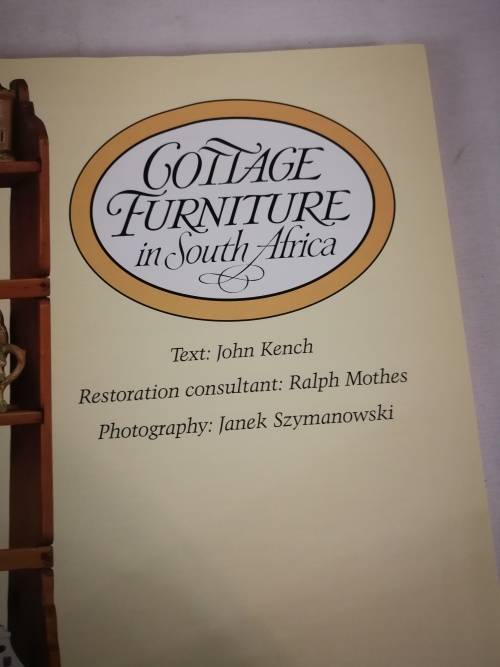 COTTAGE
FURNITURE
in South Africa
Text: John Kench
Restoration consultant: Ralph Mothes
Photography: Janek Szymanowski